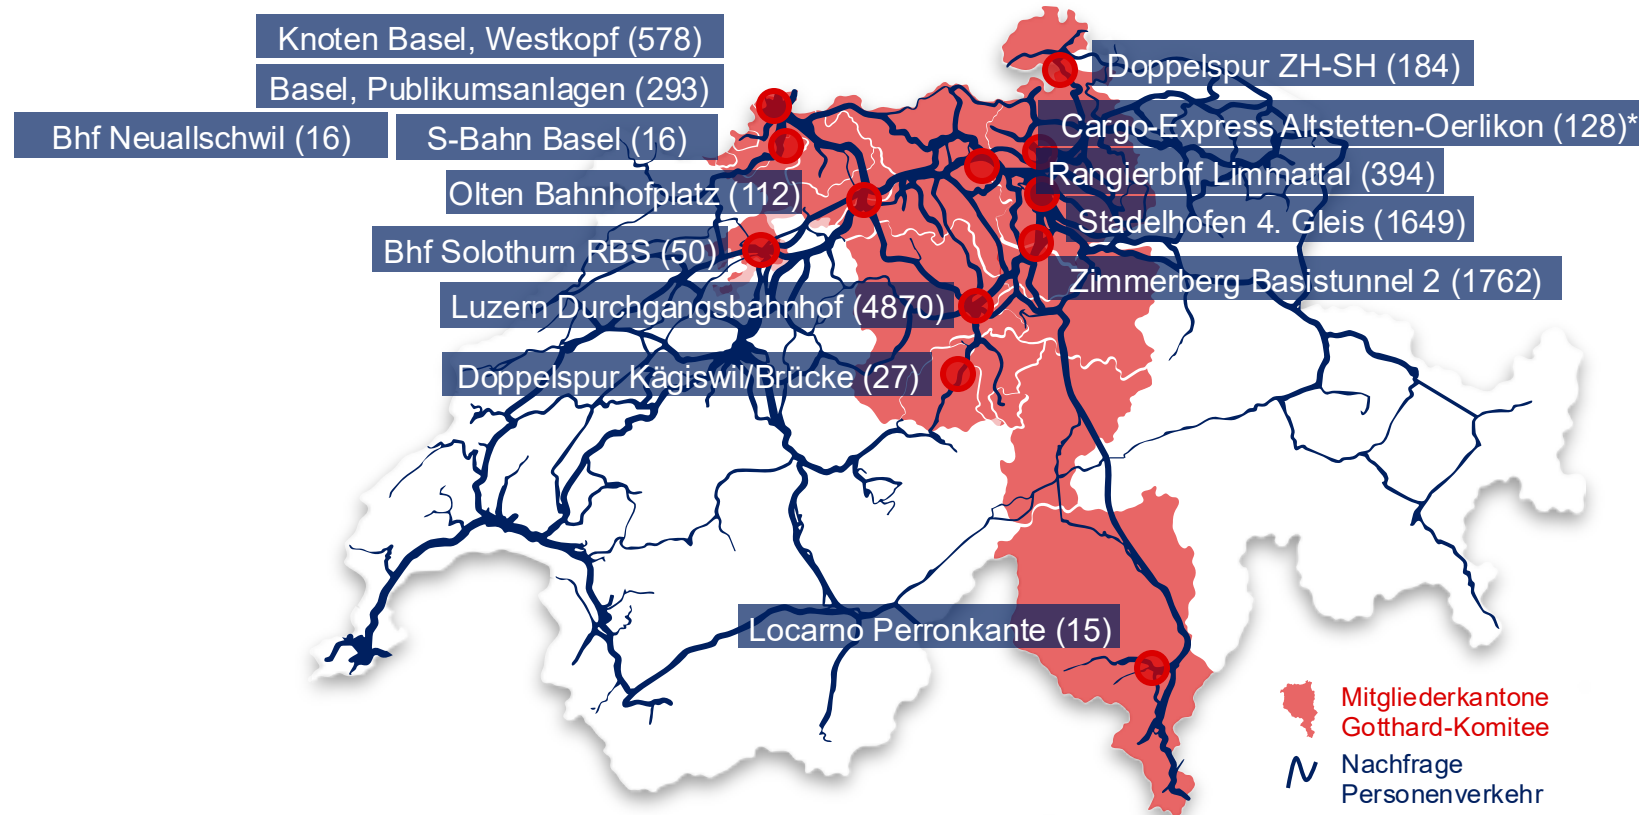 Knoten Basel, Westkopf (578)
Basel, Publikumsanlagen (293)
Bhf Neuallschwil (16)
S-Bahn Basel (16)
Olten Bahnhofplatz (112)
Bhf Solothurn RBS (50)
Luzern Durchgangsbahnhof (4870)
Doppelspur Kägiswil/Brücke (27)
Doppelspur ZH-SH (184)
Cargo-Express Altstetten-Oerlikon (128)*
Rangierbhf Limmattal (394)
Stadelhofen 4. Gleis (1649)
Zimmerberg Basistunnel 2 (1762)
Locarno Perronkante (15)
Mitgliederkantone
Gotthard-Komitee
Nachfrage
Personenverkehr